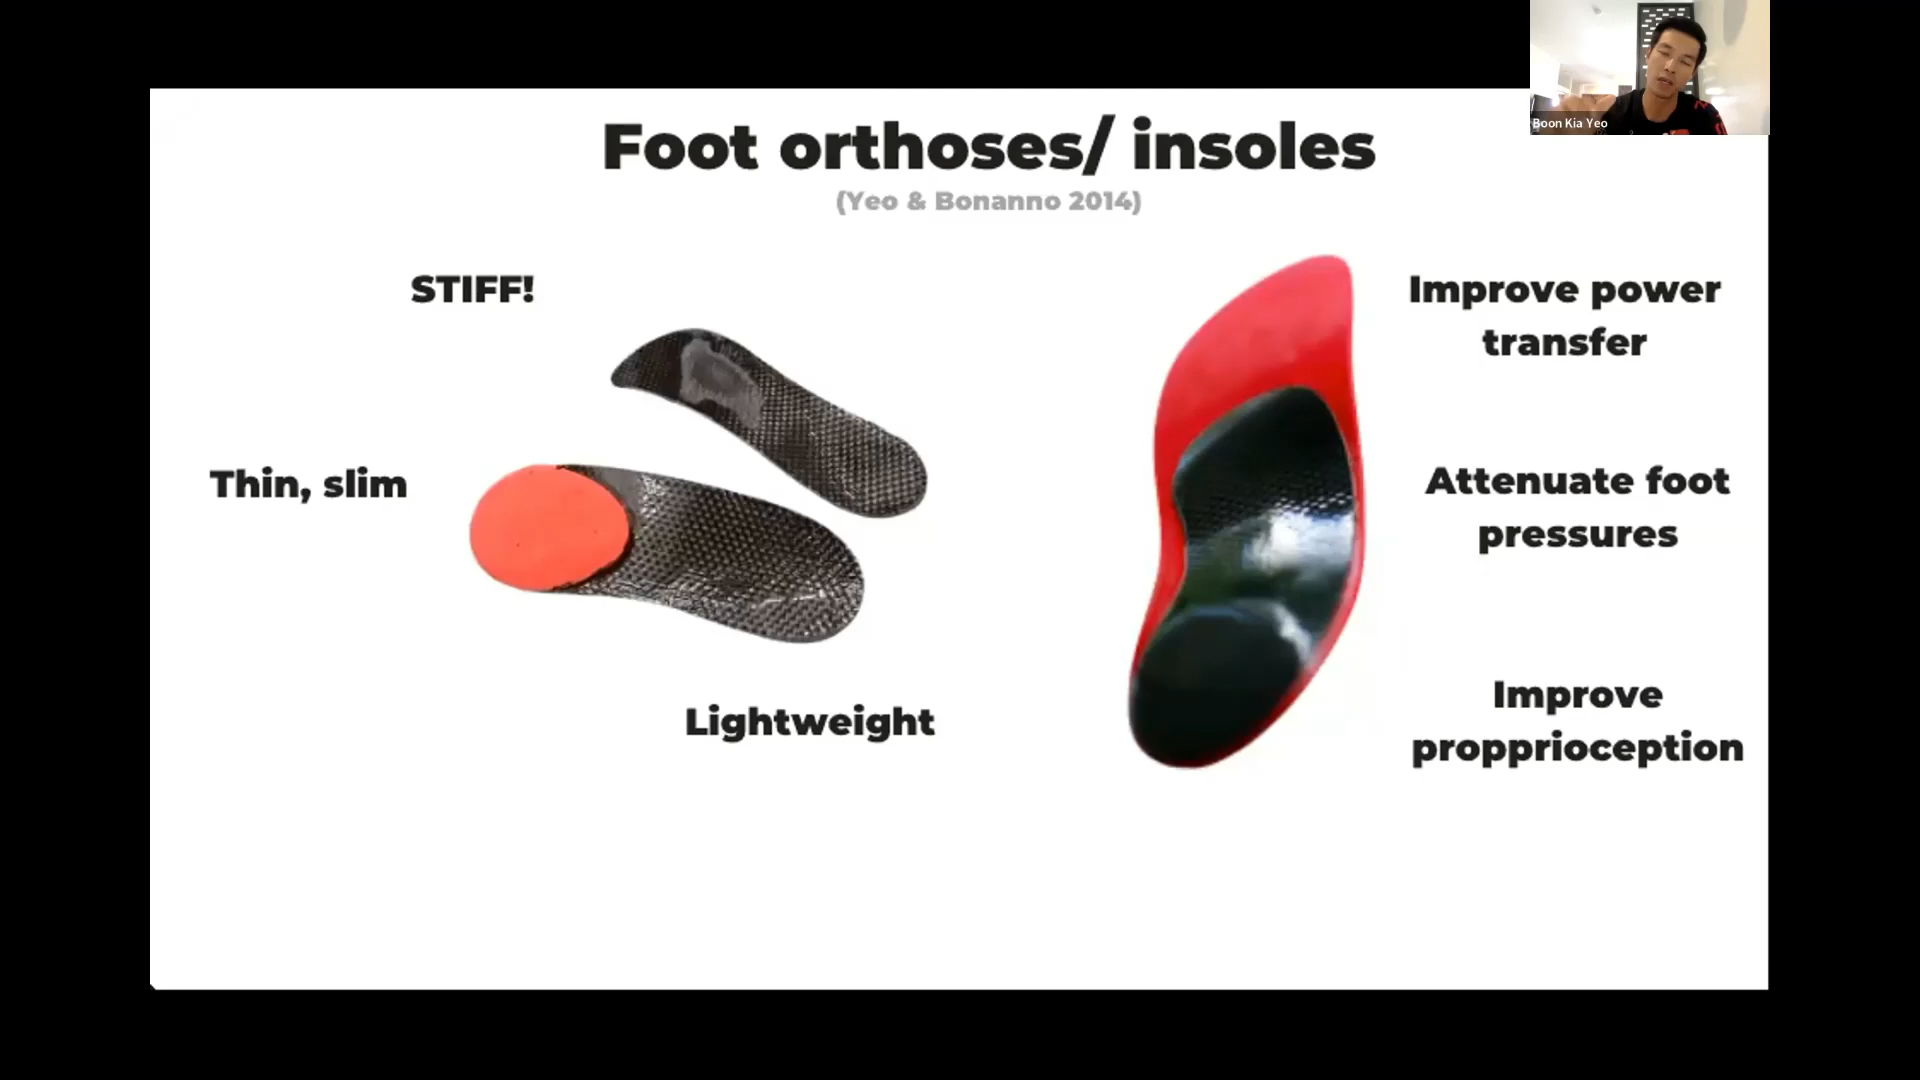 Boon Kia Yeo
Foot orthoses/ insoles
(Yeo & Bonanno 2014)
STIFF!
Thin, slim
Lightweight
Improve power
transfer
Attenuate foot
pressures
Improve
propprioception